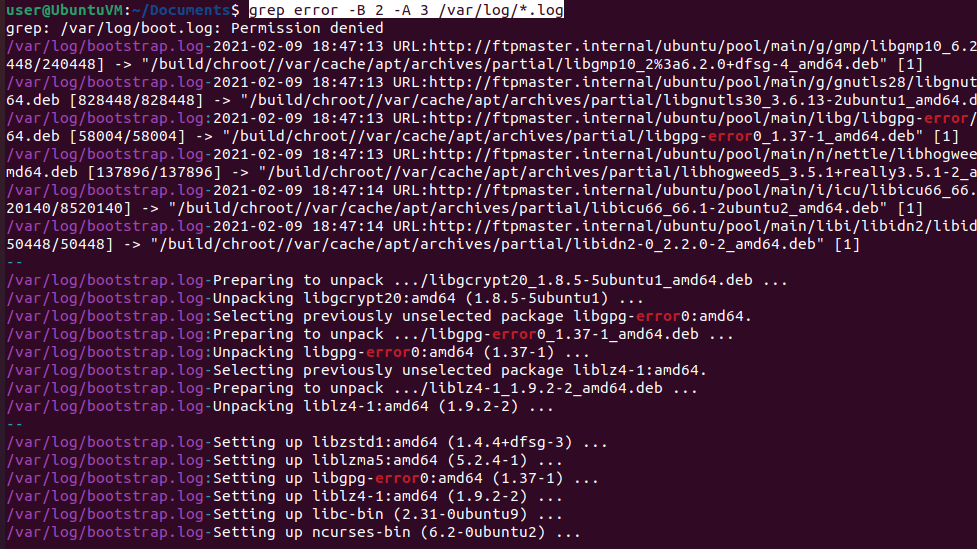 user@UbuntuVM:~/Documents$ grep error -B 2 -A 3 /var/log/*.log
grep: /var/log/boot.log: Permission denied
/var/log/bootstrap.log-2021-02-09 18:47:13 URL:http://ftpmaster.internal/ubuntu/pool/main/g/gmp/libgmp10_6.2
448/240448] -> "/build/chroot//var/cache/apt/archives/partial/libgmp10_2%3a6.2.0+dfsg-4_amd64.deb" [1]
/var/log/bootstrap.log-2021-02-09 18:47:13 URL:http://ftpmaster.internal/ubuntu/pool/main/g/gnutls28/libgnut
64.deb [828448/828448] -> "/build/chroot//var/cache/apt/archives/partial/libgnutls30_3.6.13-2ubuntu1_amd64.d
/var/log/bootstrap.log:2021-02-09 18:47:13 URL:http://ftpmaster.internal/ubuntu/pool/main/libg/libgpg-error/
64.deb [58004/58004] -> "/build/chroot//var/cache/apt/archives/partial/libgpg-error0_1.37-1_amd64.deb" [1]
/var/log/bootstrap.log-2021-02-09 18:47:13 URL:http://ftpmaster.internal/ubuntu/pool/main/n/nettle/libhogwee
md64.deb [137896/137896] -> "/build/chroot//var/cache/apt/archives/partial/libhogweed5_3.5.1+really3.5.1-2_a
/var/log/bootstrap.log-2021-02-09 18:47:14 URL:http://ftpmaster.internal/ubuntu/pool/main/i/icu/libicu66_66.
20140/8520140] -> "/build/chroot//var/cache/apt/archives/partial/libicu66_66.1-2ubuntu2_amd64.deb" [1]
/var/log/bootstrap.log-2021-02-09 18:47:14 URL:http://ftpmaster.internal/ubuntu/pool/main/libi/libidn2/libid
50448/50448] -> "/build/chroot//var/cache/apt/archives/partial/libidn2-0_2.2.0-2_amd64.deb" [1]
--
/var/log/bootstrap.log-Preparing to unpack .../libgcrypt20_1.8.5-5ubuntu1_amd64.deb ...
/var/log/bootstrap.log-Unpacking libgcrypt20:amd64 (1.8.5-5ubuntu1) ...
/var/log/bootstrap.log:Selecting previously unselected package libgpg-error0:amd64.
/var/log/bootstrap.log:Preparing to unpack .../libgpg-error0_1.37-1_amd64.deb ...
/var/log/bootstrap.log:Unpacking libgpg-error0:amd64 (1.37-1) ...
/var/log/bootstrap.log-Selecting previously unselected package liblz4-1:amd64.
/var/log/bootstrap.log-Preparing to unpack .../liblz4-1_1.9.2-2_amd64.deb ...
/var/log/bootstrap.log-Unpacking liblz4-1:amd64 (1.9.2-2) ...
--
/var/log/bootstrap.log-Setting up libzstd1:amd64 (1.4.4+dfsg-3) ...
/var/log/bootstrap.log-Setting up liblzma5:amd64 (5.2.4-1) ...
/var/log/bootstrap.log:Setting up libgpg-error0:amd64 (1.37-1) ...
/var/log/bootstrap.log-Setting up liblz4-1:amd64 (1.9.2-2) ...
/var/log/bootstrap.log-Setting up libc-bin (2.31-0ubuntu9) ...
/var/log/bootstrap.log-Setting up ncurses-bin (6.2-0ubuntu2) ...